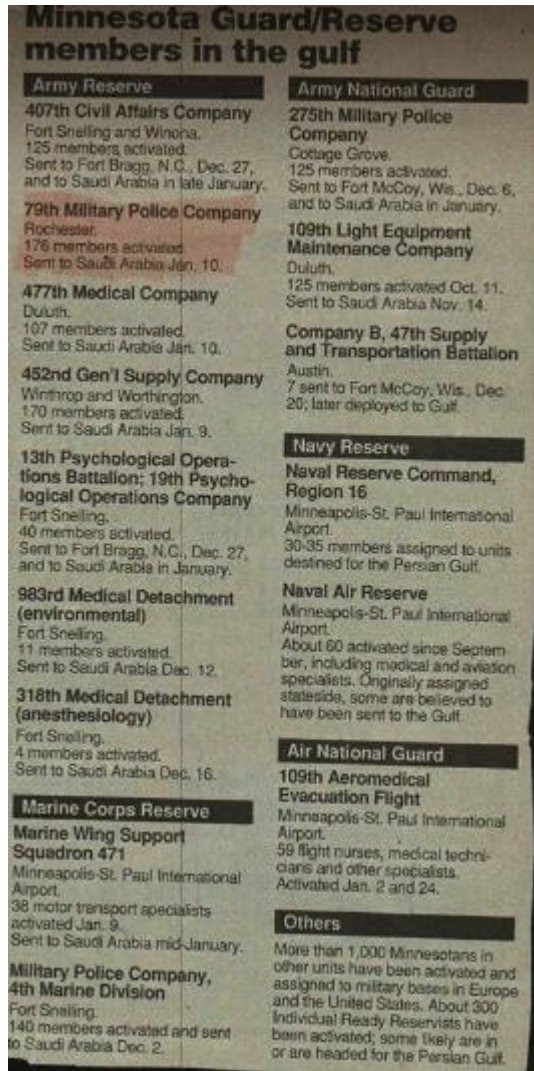 Minnesota Guard/Reserve
members in the gulf
Army Reserve
407th Civil Affairs Company
Fort Snelling and Winona.
125 members activated.
Sent to Fort Bragg, N.C., Dec. 27,
and to Saudi Arabia in late January.
79th Military Police Company
Rochester.
176 members activated.
Sent to Saudi Arabia Jan. 10.
477th Medical Company
Duluth.
107 members activated.
Sent to Saudi Arabia Jan. 10.
452nd Gen'l Supply Company
Winthrop and Worthington.
170 members activated.
Sent to Saudi Arabia Jan. 9.
13th Psychological Opera-
tions Battalion; 19th Psycho-
logical Operations Company
Fort Snelling.
40 members activated.
Sent to Fort Bragg, N.C., Dec. 27,
and to Saudi Arabia in January.
983rd Medical Detachment
(environmental)
Fort Snelling.
11 members activated.
Sent to Saudi Arabia Dec. 12.
318th Medical Detachment
(anesthesiology)
Fort Snelling.
4 members activated.
Sent to Saudi Arabia Dec. 16.
Marine Corps Reserve
Marine Wing Support
Squadron 471
Minneapolis-St. Paul International
Airport.
38 motor transport specialists
activated Jan. 9.
Sent to Saudi Arabia mid-January.
Military Police Company,
4th Marine Division
Fort Snelling.
140 members activated and sent
to Saudi Arabia Dec. 2.
Army National Guard
275th Military Police
Company
Cottage Grove.
125 members activated.
Sent to Fort McCoy, Wis., Dec. 6,
and to Saudi Arabia in January.
109th Light Equipment
Maintenance Company
Duluth.
125 members activated Oct. 11.
Sent to Saudi Arabia Nov. 14.
Company B, 47th Supply
and Transportation Battalion
Austin.
7 sent to Fort McCoy, Wis., Dec.
20; later deployed to Gulf.
Navy Reserve
Naval Reserve Command,
Region 16
Minneapolis-St. Paul International
Airport.
30-35 members assigned to units
destined for the Persian Gulf.
Naval Air Reserve
Minneapolis-St. Paul International
Airport.
About 60 activated since Septem-
ber, including medical and aviation
specialists. Originally assigned
stateside, some are believed to
have been sent to the Gulf.
Air National Guard
109th Aeromedical
Evacuation Flight
Minneapolis-St. Paul International
Airport.
59 flight nurses, medical techni-
cians and other specialists.
Activated Jan. 2 and 24.
Others
More than 1,000 Minnesotans in
other units have been activated and
assigned to military bases in Europe
and the United States. About 300
Individual Ready Reservists have
been activated; some likely are in
or are headed for the Persian Gulf.